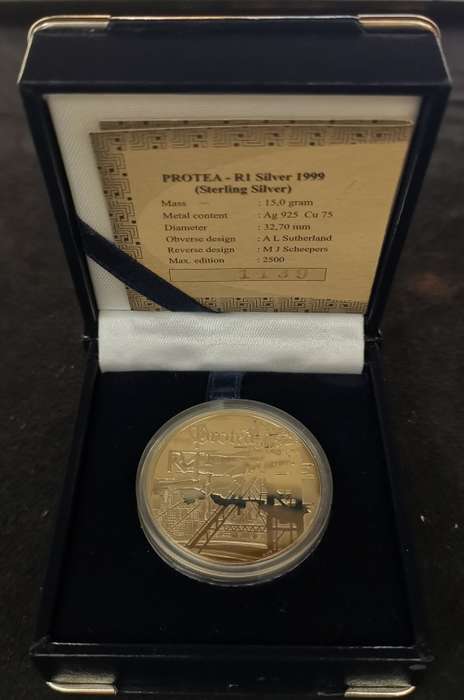 PROTEA - R1 Silver 1999
(Sterling Silver)
Mass : 15,0 gram
Metal content : Ag 925 Cu 75
Diameter : 32,70 mm
Obverse design : A L Sutherland
Reverse design : M J Scheepers
Max. edition : 2500
1139
Protea
R1